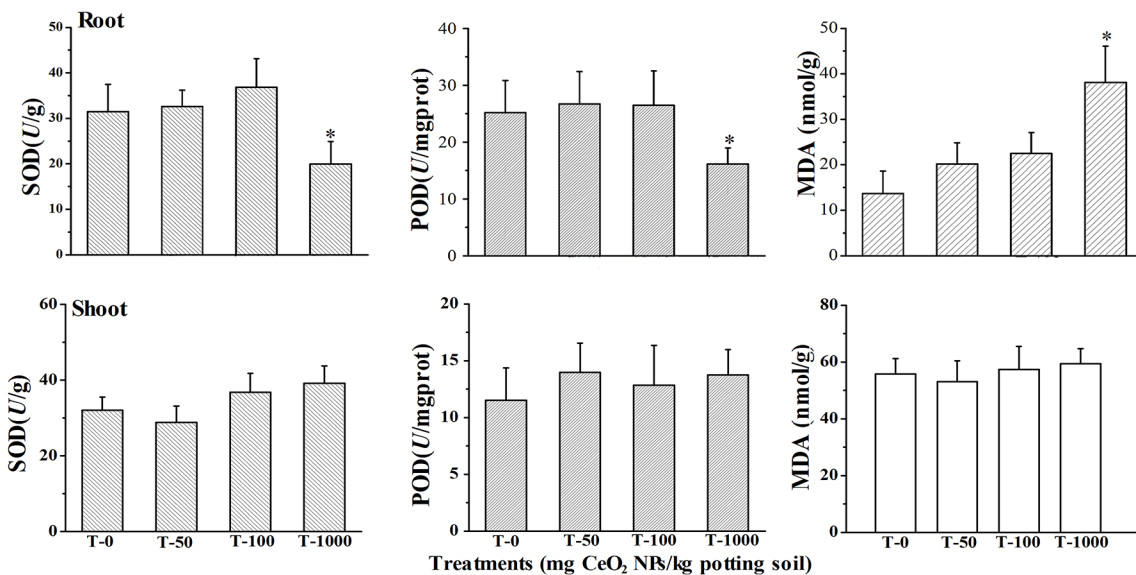 Root
SOD(U/g)
50
40
30
20
10
0
*
POD(U/mgprot)
40
30
20
10
0
*
MDA (nmol/g)
50
40
30
20
10
0
*
Shoot
SOD(U/g)
60
40
20
0
T-0 T-50 T-100 T-1000
POD(U/mgprot)
20
15
10
5
0
T-0 T-50 T-100 T-1000
MDA (nmol/g)
80
60
40
20
0
T-0 T-50 T-100 T-1000
Treatments (mg CeO₂ NPs/kg potting soil)